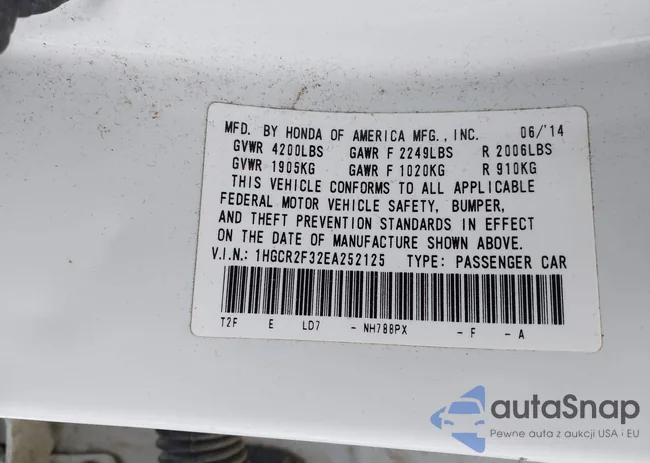 MFD. BY HONDA OF AMERICA MFG., INC. 06/'14
GVWR 4200LBS GAWR F 2249LBS R 2006LBS
GVWR 1905KG GAWR F 1020KG R 910KG
THIS VEHICLE CONFORMS TO ALL APPLICABLE
FEDERAL MOTOR VEHICLE SAFETY, BUMPER,
AND THEFT PREVENTION STANDARDS IN EFFECT
ON THE DATE OF MANUFACTURE SHOWN ABOVE.
V.I.N.: 1HGCR2F32EA252125 TYPE: PASSENGER CAR
T2F E LD7 - NH788PX - F - A
autaSnap
Pewne auta z aukcji USA i EU